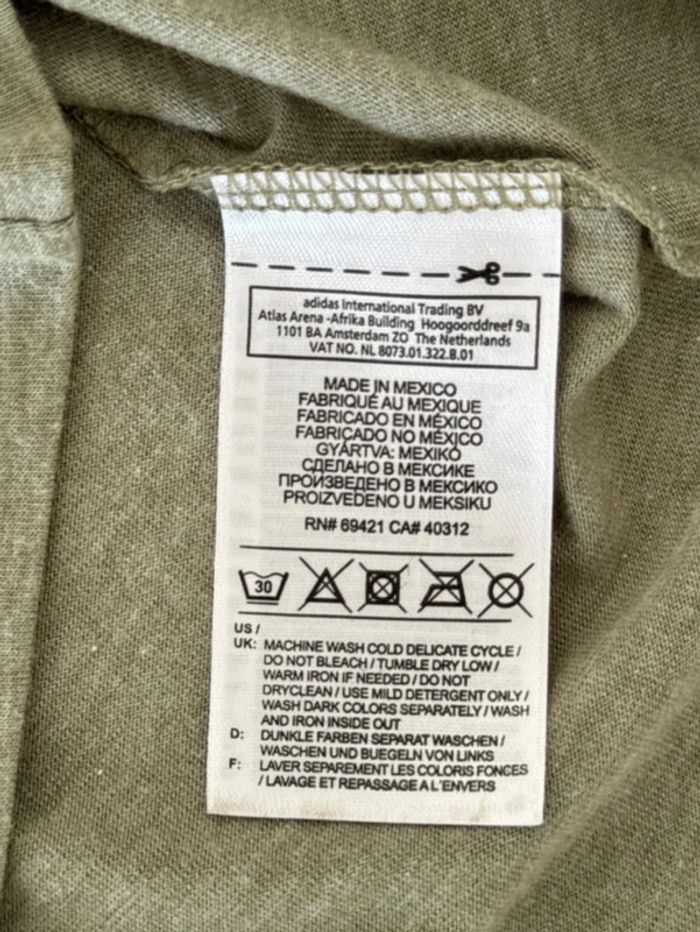 adidas International Trading BV
Atlas Arena -Afrika Building Hoogoorddreef 9a
1101 BA Amsterdam ZO The Netherlands
VAT NO. NL 8073.01.322.B.01
MADE IN MEXICO
FABRIQUÉ AU MEXIQUE
FABRICADO EN MÉXICO
FABRICADO NO MÉXICO
GYÁRTVA: MEXIKÓ
СДЕЛАНО В МЕКСИКЕ
ПРОИЗВЕДЕНО В МЕКСИКО
PROIZVEDENO U MEKSIKU
RN# 69421 CA# 40312
30
US /
UK: MACHINE WASH COLD DELICATE CYCLE /
DO NOT BLEACH / TUMBLE DRY LOW /
WARM IRON IF NEEDED / DO NOT
DRYCLEAN / USE MILD DETERGENT ONLY /
WASH DARK COLORS SEPARATELY / WASH
AND IRON INSIDE OUT
D: DUNKLE FARBEN SEPARAT WASCHEN /
WASCHEN UND BUEGELN VON LINKS
F: LAVER SEPAREMENT LES COLORIS FONCES
/ LAVAGE ET REPASSAGE A L'ENVERS